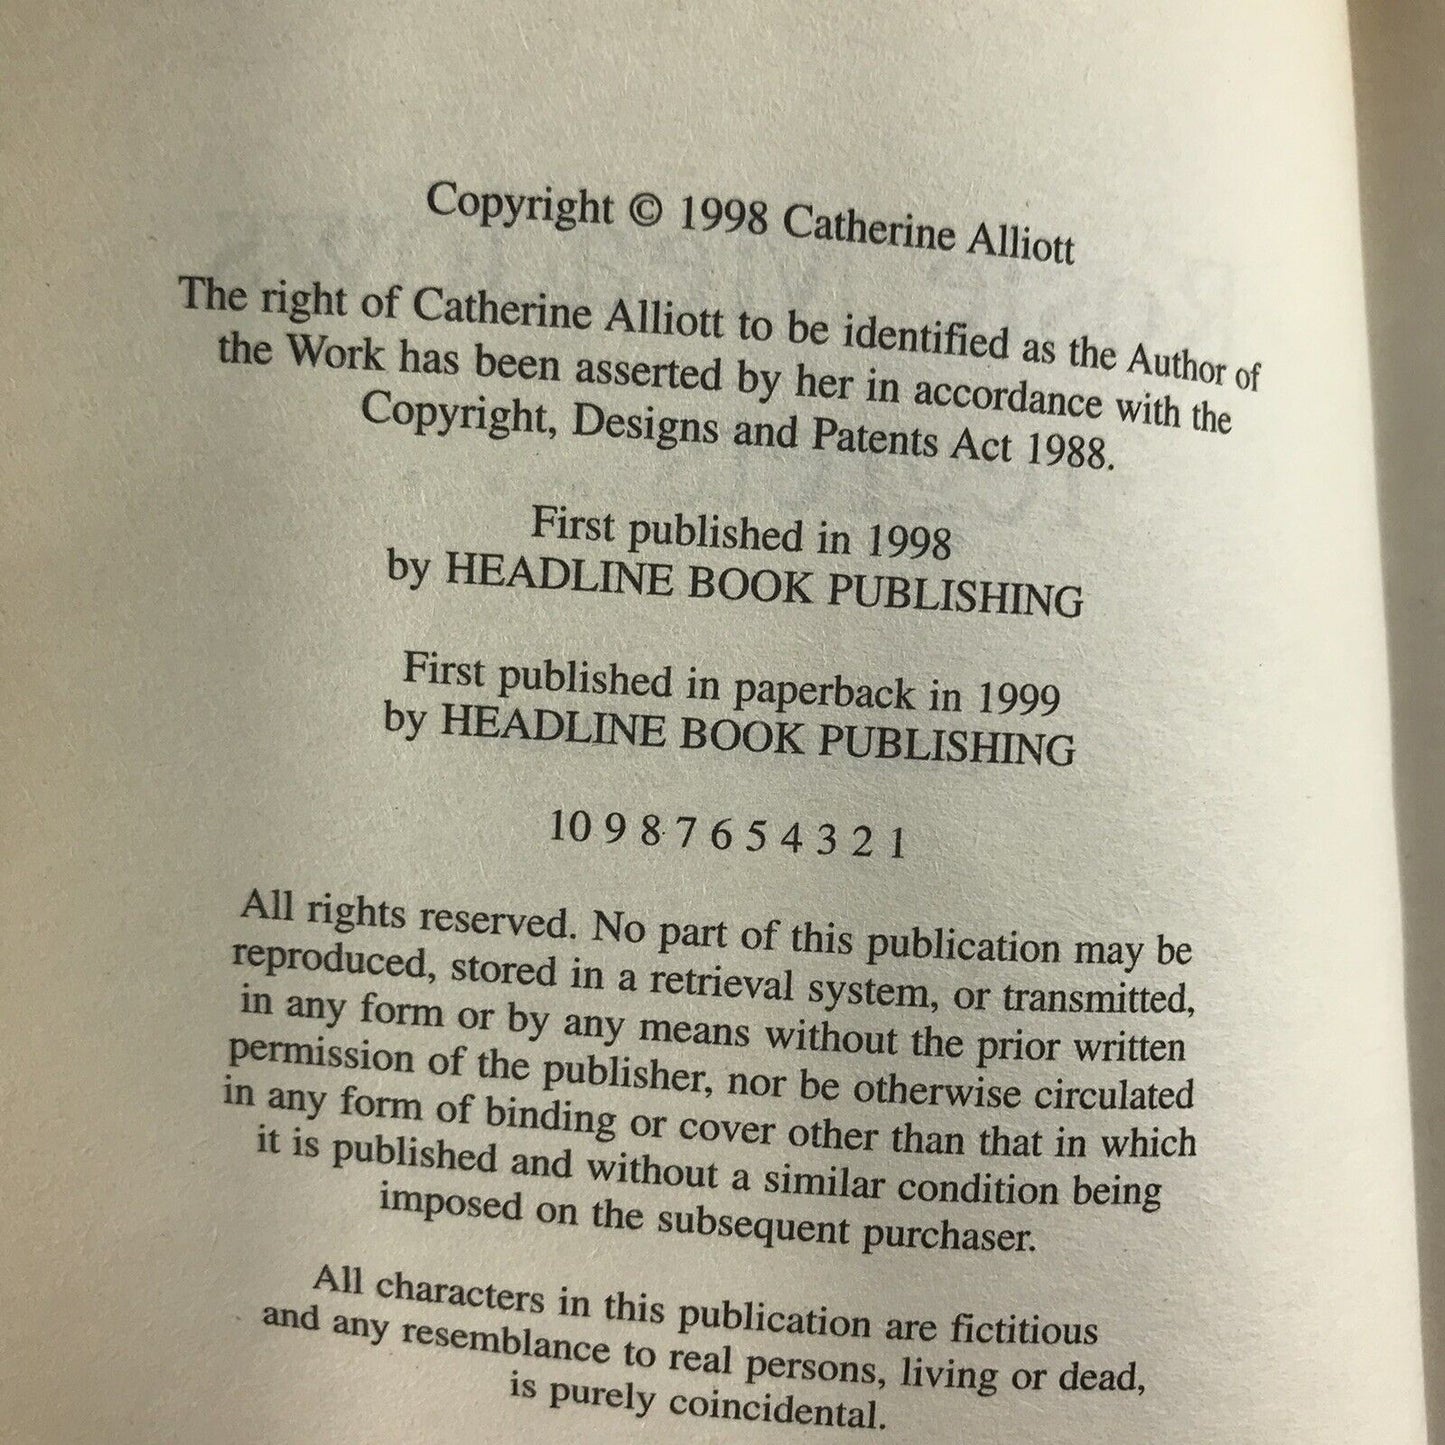 Copyright © 1998 Catherine Alliott
The right of Catherine Alliott to be identified as the Author of
the Work has been asserted by her in accordance with the
Copyright, Designs and Patents Act 1988.
First published in 1998
by HEADLINE BOOK PUBLISHING
First published in paperback in 1999
by HEADLINE BOOK PUBLISHING
10 9 8 7 6 5 4 3 2 1
All rights reserved. No part of this publication may be
reproduced, stored in a retrieval system, or transmitted,
in any form or by any means without the prior written
permission of the publisher, nor be otherwise circulated
in any form of binding or cover other than that in which
it is published and without a similar condition being
imposed on the subsequent purchaser.
All characters in this publication are fictitious
and any resemblance to real persons, living or dead,
is purely coincidental.